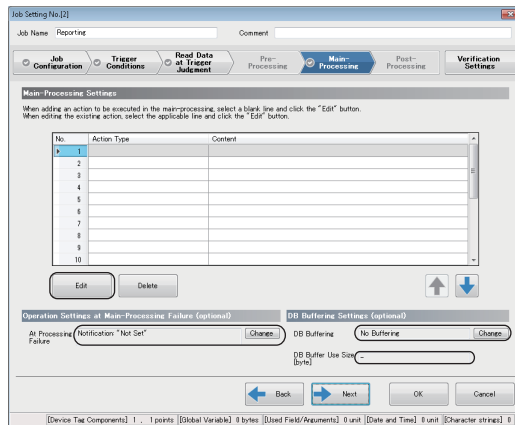 Job Setting No.[2]
Job Name Reporting Comment
Job Configuration
Trigger Conditions
Read Data at Trigger Judgment
Pre-Processing
Main-Processing
Post-Processing
Verification Settings
Main-Processing Settings
When adding an action to be executed in the main-processing, select a blank line and click the "Edit" button.
When editing the existing action, select the applicable line and click the "Edit" button.
No. Action Type Content
1
2
3
4
5
6
7
8
9
10
Edit Delete
Operation Settings at Main-Processing Failure (optional) DB Buffering Settings (optional)
At Processing Failure Notification: "Not Set" Change DB Buffering No Buffering Change
DB Buffer Use Size [byte] -
Back Next OK Cancel
[Device Tag Components] 1 , 1 points [Global Variable] 0 bytes [Used Field/Arguments] 0 unit [Date and Time] 0 unit [Character strings] 0